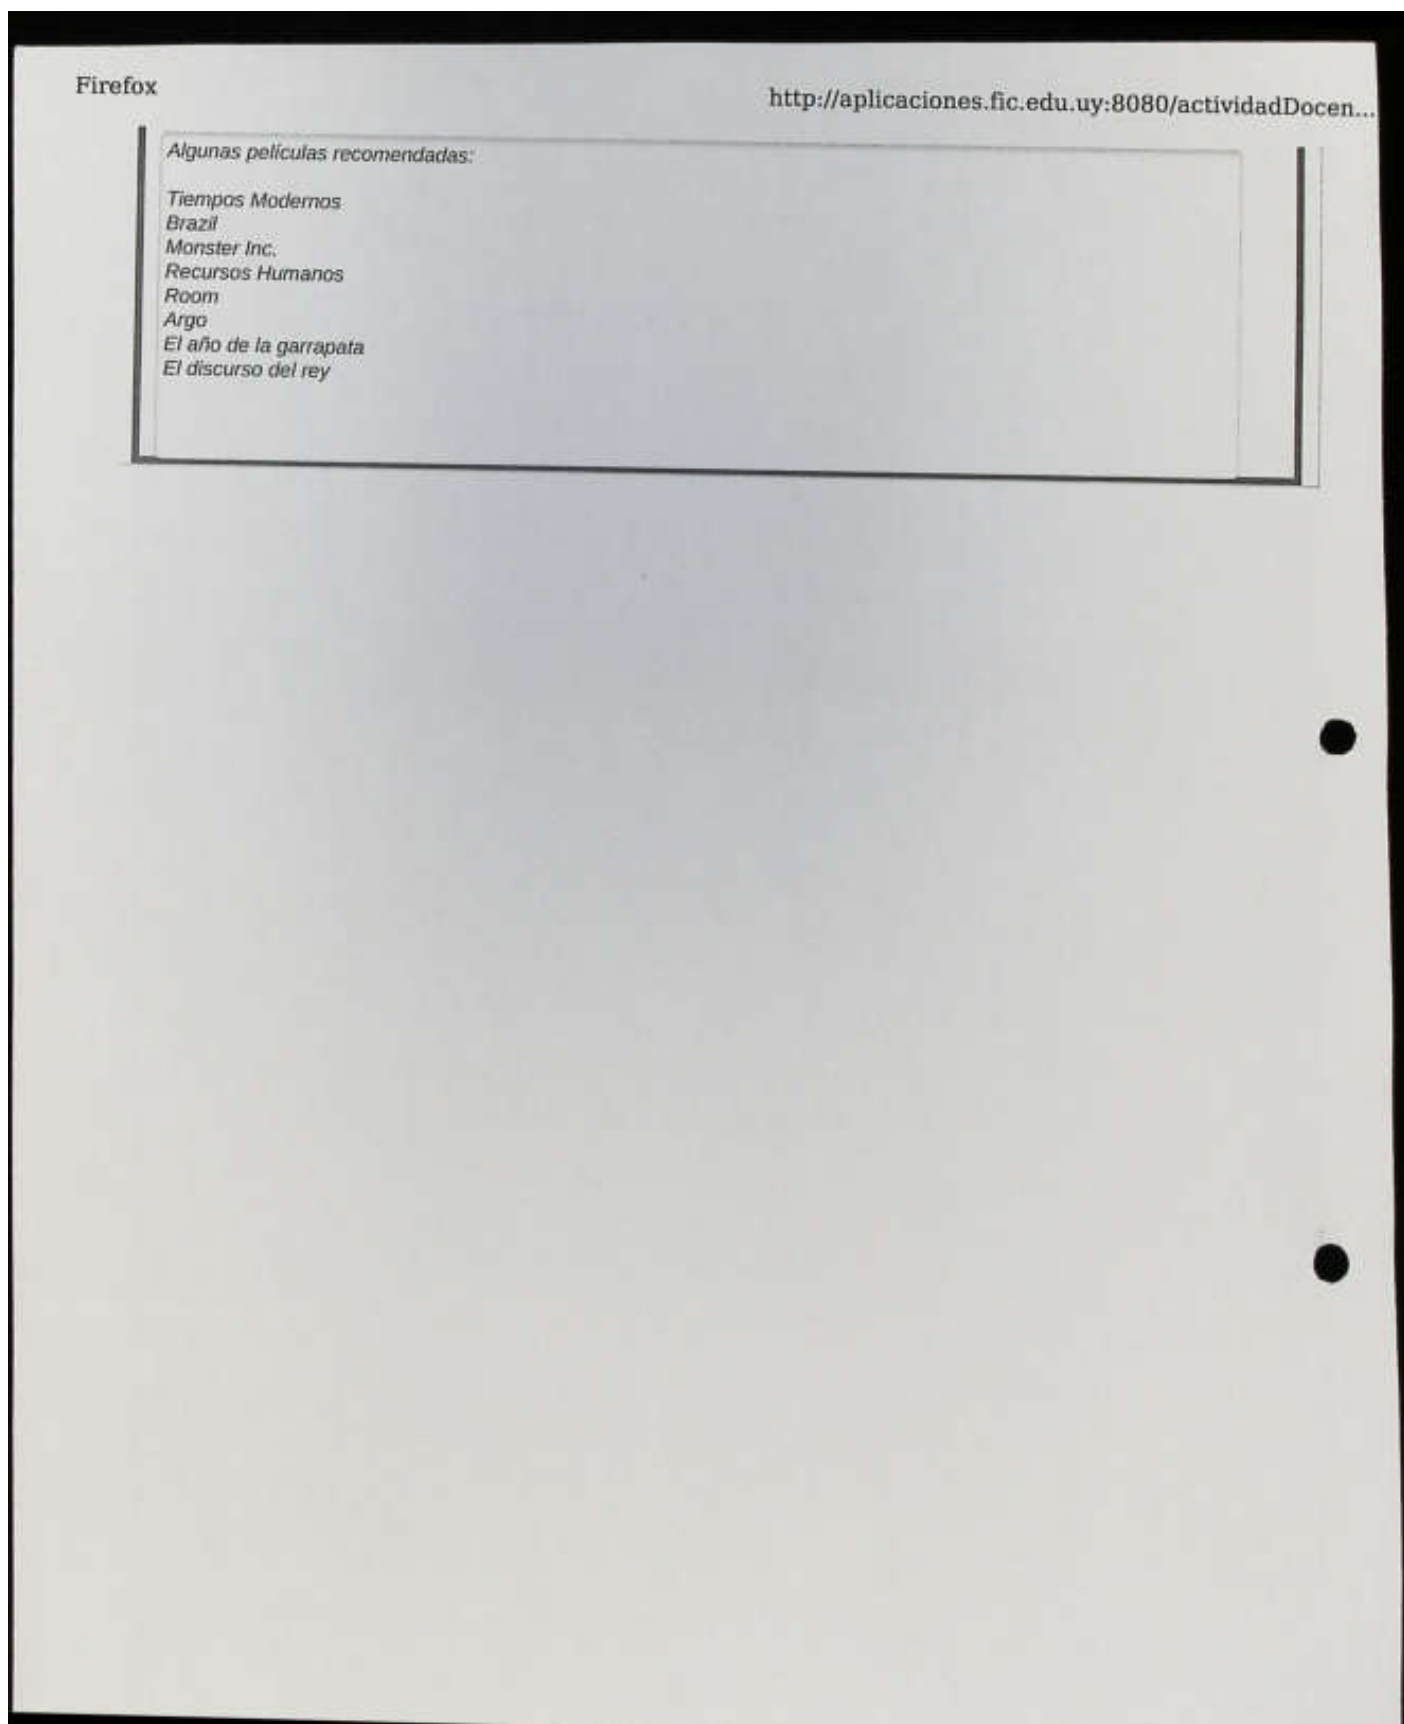 Firefox
http://aplicaciones.fic.edu.uy:8080/actividadDocen...
Algunas películas recomendadas:
Tiempos Modernos
Brazil
Monster Inc.
Recursos Humanos
Room
Argo
El año de la garrapata
El discurso del rey